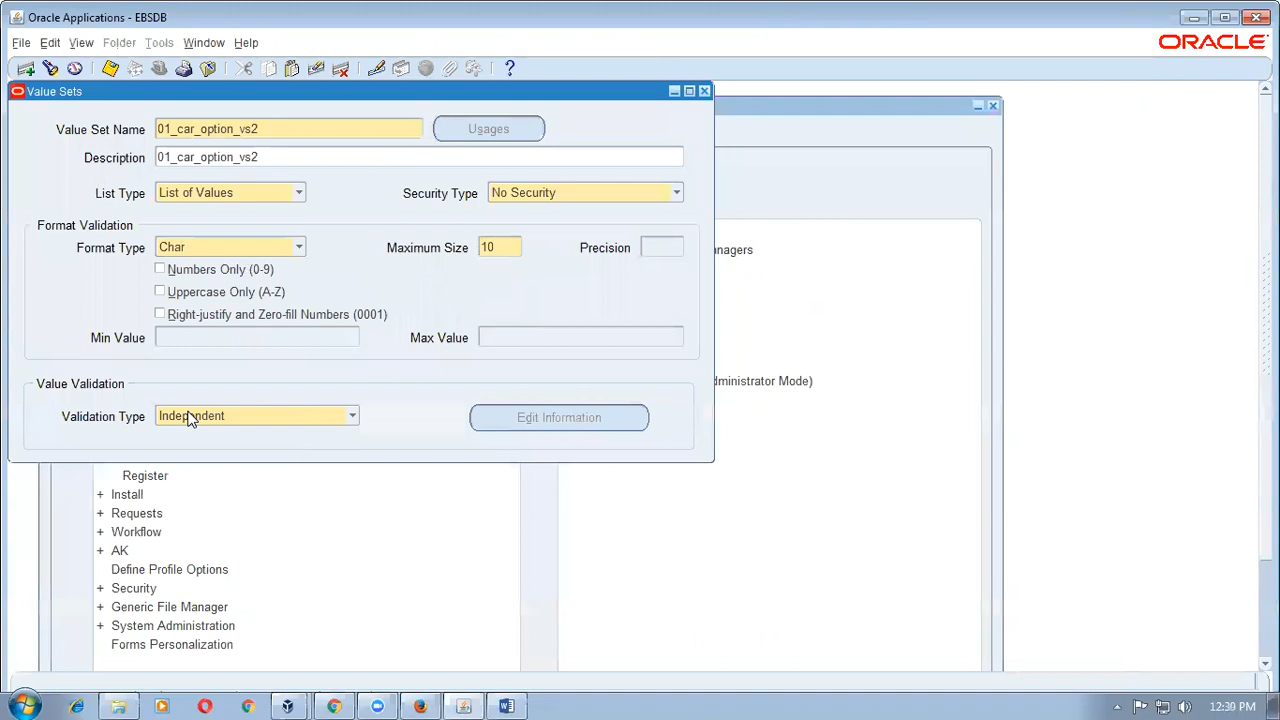 Oracle Applications - EBSDB
File Edit View Folder Tools Window Help
ORACLE
Value Sets
Value Set Name 01_car_option_vs2 Usages
Description 01_car_option_vs2
List Type List of Values Security Type No Security
Format Validation
Format Type Char Maximum Size 10 Precision
Numbers Only (0-9)
Uppercase Only (A-Z)
Right-justify and Zero-fill Numbers (0001)
Min Value Max Value
Value Validation
Validation Type Independent Edit Information
nagers
dministrator Mode)
Register
+ Install
+ Requests
+ Workflow
+ AK
Define Profile Options
+ Security
+ Generic File Manager
+ System Administration
Forms Personalization
12:30 PM